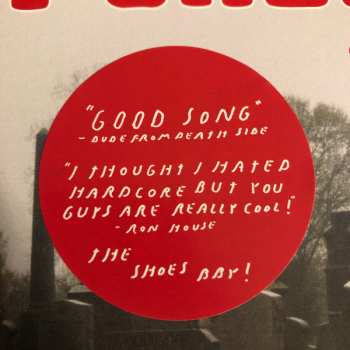 "GOOD SONG"
- DUDE FROM DEATH SIDE
"I THOUGHT I HATED
HARDCORE BUT YOU
GUYS ARE REALLY COOL!"
- RON HOUSE
THE
SHOES BBY!